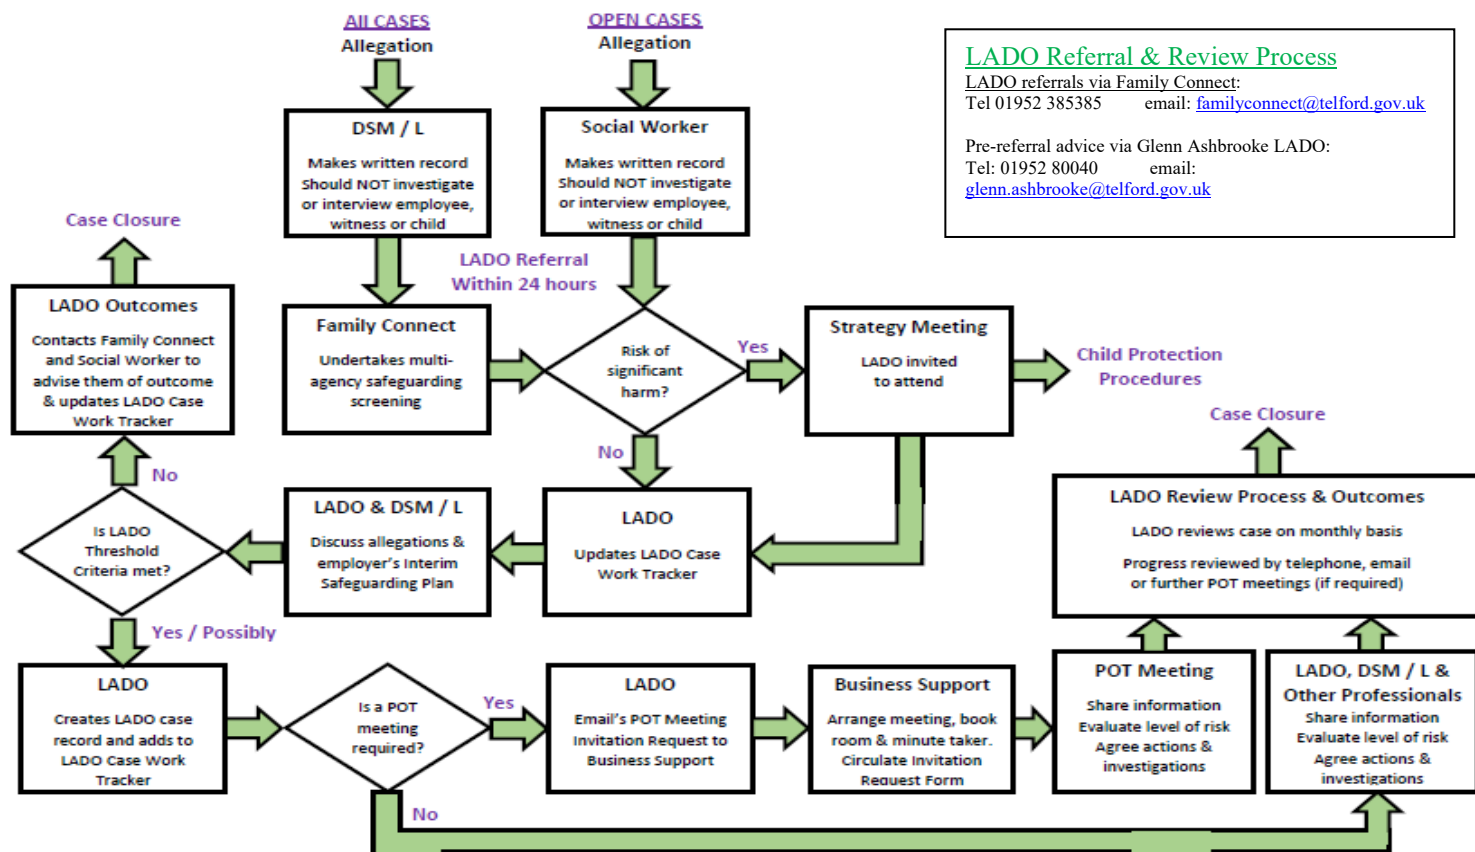 All CASES
Allegation
OPEN CASES
Allegation
LADO Referral & Review Process
LADO referrals via Family Connect:
Tel 01952 385385 email: familyconnect@telford.gov.uk
Pre-referral advice via Glenn Ashbrooke LADO:
Tel: 01952 80040 email:
glenn.ashbrooke@telford.gov.uk
DSM / L
Makes written record
Should NOT investigate
or interview employee,
witness or child
Social Worker
Makes written record
Should NOT investigate
or interview employee,
witness or child
LADO Referral
Within 24 hours
Case Closure
LADO Outcomes
Contacts Family Connect
and Social Worker to
advise them of outcome
& updates LADO Case
Work Tracker
Family Connect
Undertakes multi-
agency safeguarding
screening
Risk of
significant
harm?
Yes
Strategy Meeting
LADO invited
to attend
Child Protection
Procedures
No
No
Is LADO
Threshold
Criteria met?
LADO & DSM / L
Discuss allegations &
employer's Interim
Safeguarding Plan
LADO
Updates LADO Case
Work Tracker
Case Closure
LADO Review Process & Outcomes
LADO reviews case on monthly basis
Progress reviewed by telephone, email
or further POT meetings (if required)
Yes / Possibly
LADO
Creates LADO case
record and adds to
LADO Case Work
Tracker
Is a POT
meeting
required?
Yes
LADO
Email's POT Meeting
Invitation Request to
Business Support
Business Support
Arrange meeting, book
room & minute taker.
Circulate Invitation
Request Form
POT Meeting
Share information
Evaluate level of risk
Agree actions &
investigations
LADO, DSM / L &
Other Professionals
Share information
Evaluate level of risk
Agree actions &
investigations
No